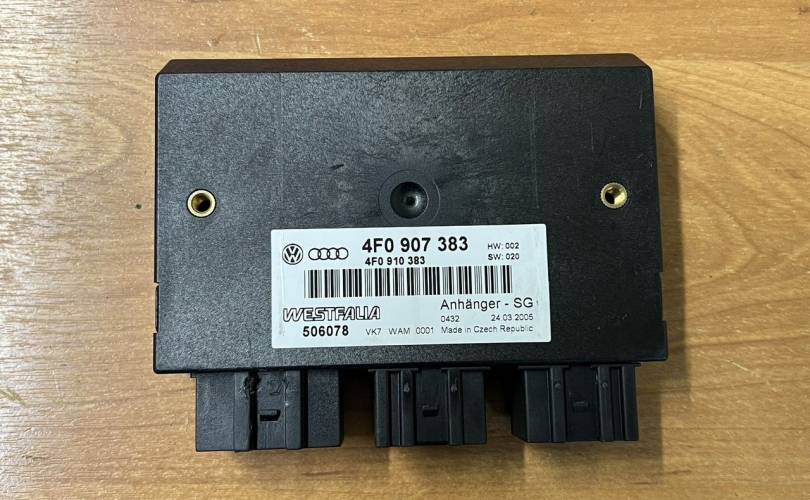 4F0 907 383 HW: 002
4F0 910 383 SW: 020
WESTFALIA Anhänger - SG
0432 24.03.2005
506078 VK7 WAM 0001 Made in Czech Republic